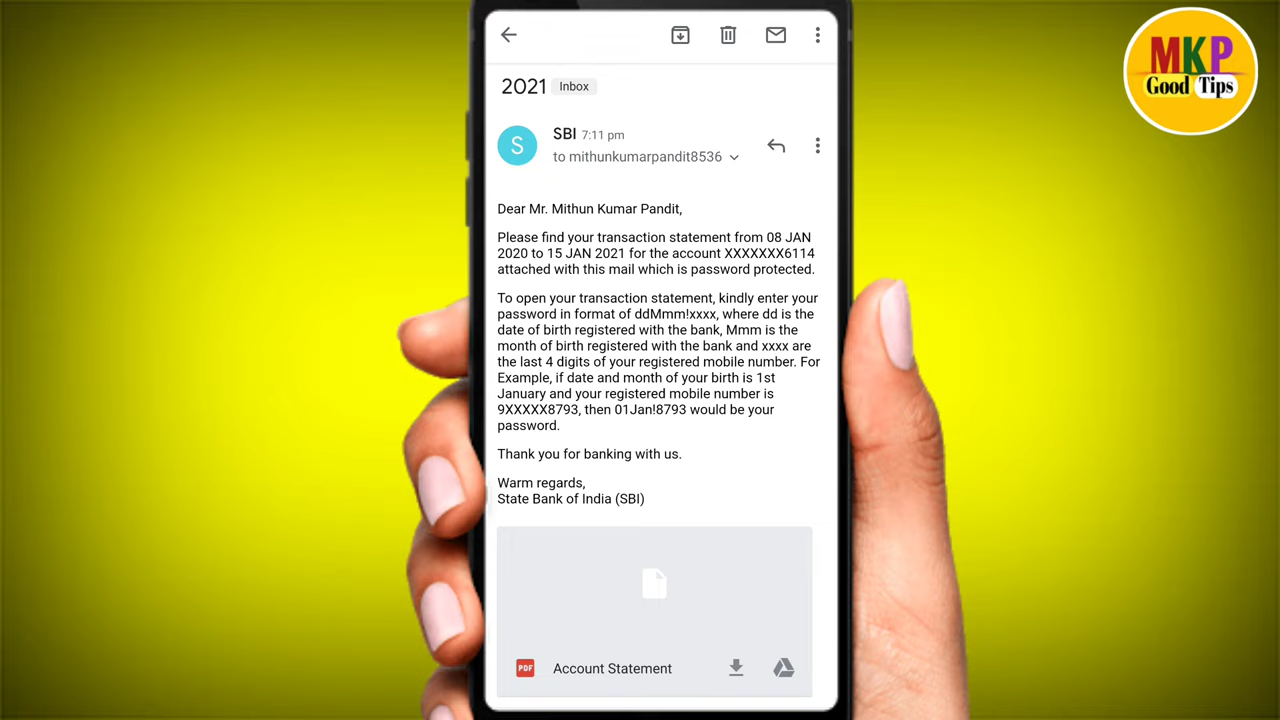 MKP
Good Tips
2021 Inbox
S
SBI 7:11 pm
to mithunkumarpandit8536
Dear Mr. Mithun Kumar Pandit,
Please find your transaction statement from 08 JAN
2020 to 15 JAN 2021 for the account XXXXXXX6114
attached with this mail which is password protected.
To open your transaction statement, kindly enter your
password in format of ddMmm!xxxx, where dd is the
date of birth registered with the bank, Mmm is the
month of birth registered with the bank and xxxx are
the last 4 digits of your registered mobile number. For
Example, if date and month of your birth is 1st
January and your registered mobile number is
9XXXXX8793, then 01Jan!8793 would be your
password.
Thank you for banking with us.
Warm regards,
State Bank of India (SBI)
PDF Account Statement